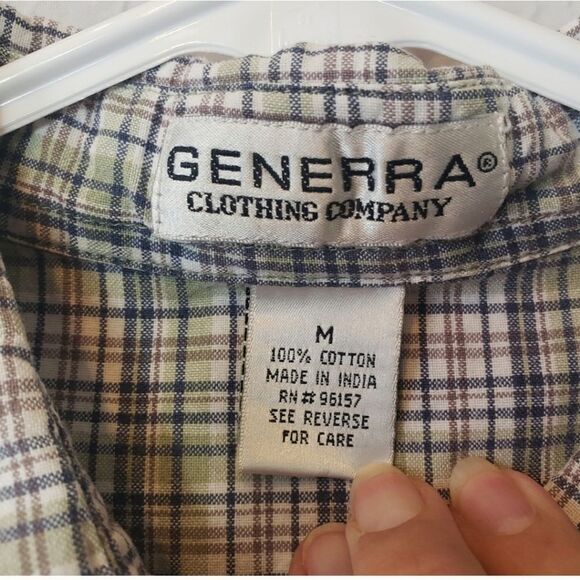 GENERRA®
CLOTHING COMPANY
M
100% COTTON
MADE IN INDIA
RN# 96157
SEE REVERSE
FOR CARE